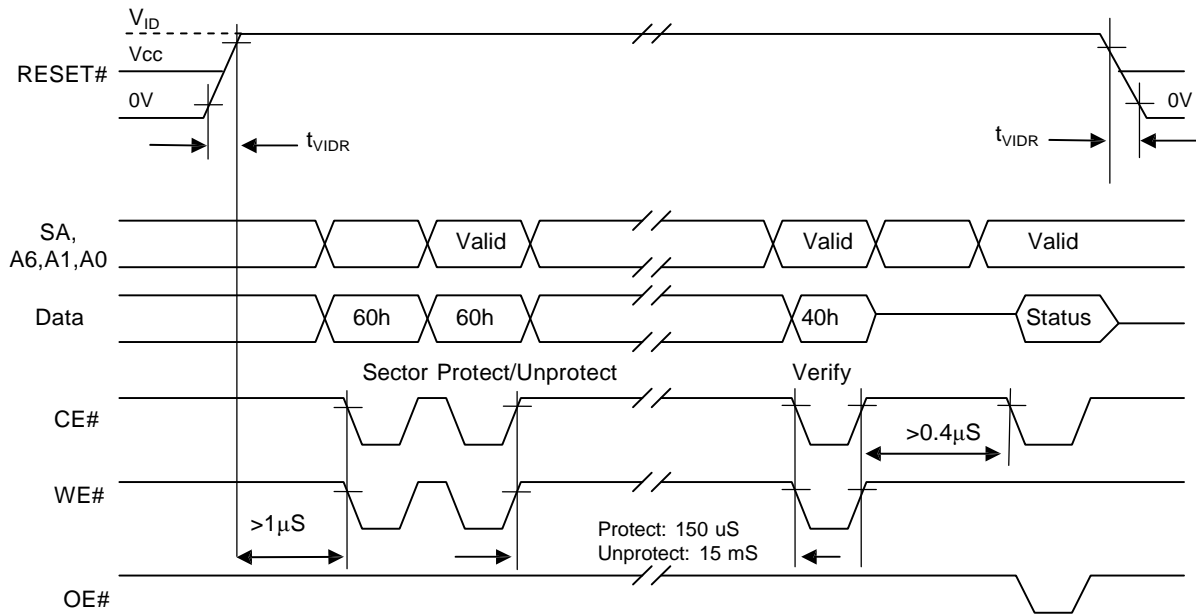 VID
Vcc
RESET#
0V
0V
tVIDR
tVIDR
SA,
A6,A1,A0
Valid
Valid
Valid
Data
60h
60h
40h
Status
Sector Protect/Unprotect
Verify
CE#
>0.4μS
WE#
>1μS
Protect: 150 uS
Unprotect: 15 mS
OE#